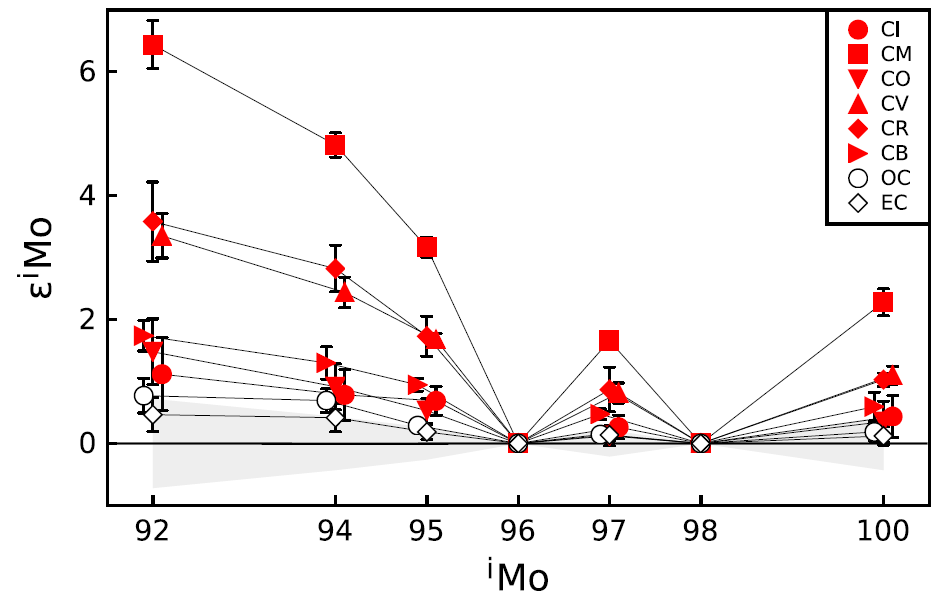 CI
CM
CO
CV
CR
CB
OC
EC
6
4
2
0
εⁱMo
92 94 95 96 97 98 100
ⁱMo